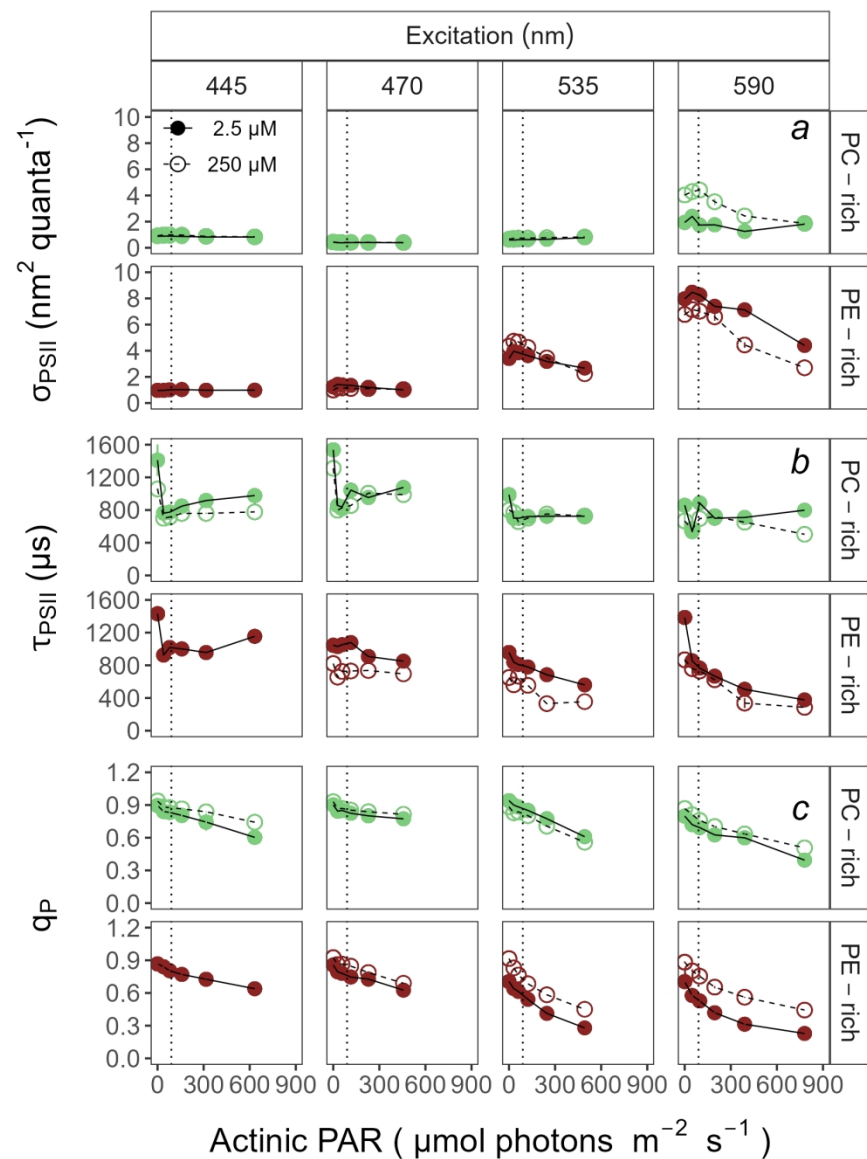 Excitation (nm)
445 470 535 590
10
8
6
4
2
0
2.5 µM
250 µM
a
PC – rich
10
8
6
4
2
0
PE – rich
σPSII (nm² quanta⁻¹)
1600
1200
800
400
0
b
PC – rich
1600
1200
800
400
0
PE – rich
τPSII (µs)
1.2
0.9
0.6
0.3
0.0
c
PC – rich
1.2
0.9
0.6
0.3
0.0
PE – rich
qP
0 300 600 900 0 300 600 900 0 300 600 900 0 300 600 900
Actinic PAR ( µmol photons m⁻² s⁻¹ )